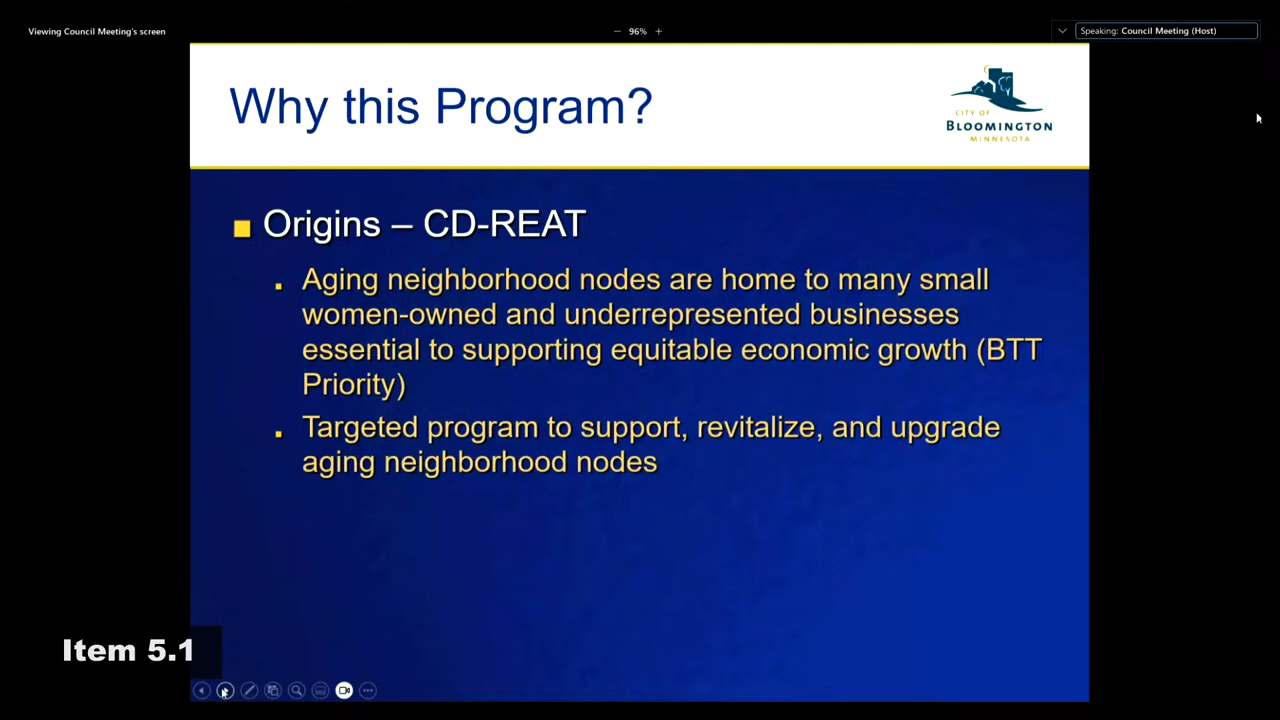 Viewing Council Meeting's screen
− 96% +
Speaking: Council Meeting (Host)
Why this Program?
CITY OF
BLOOMINGTON
MINNESOTA
Origins – CD-REAT
Aging neighborhood nodes are home to many small
women-owned and underrepresented businesses
essential to supporting equitable economic growth (BTT
Priority)
Targeted program to support, revitalize, and upgrade
aging neighborhood nodes
Item 5.1